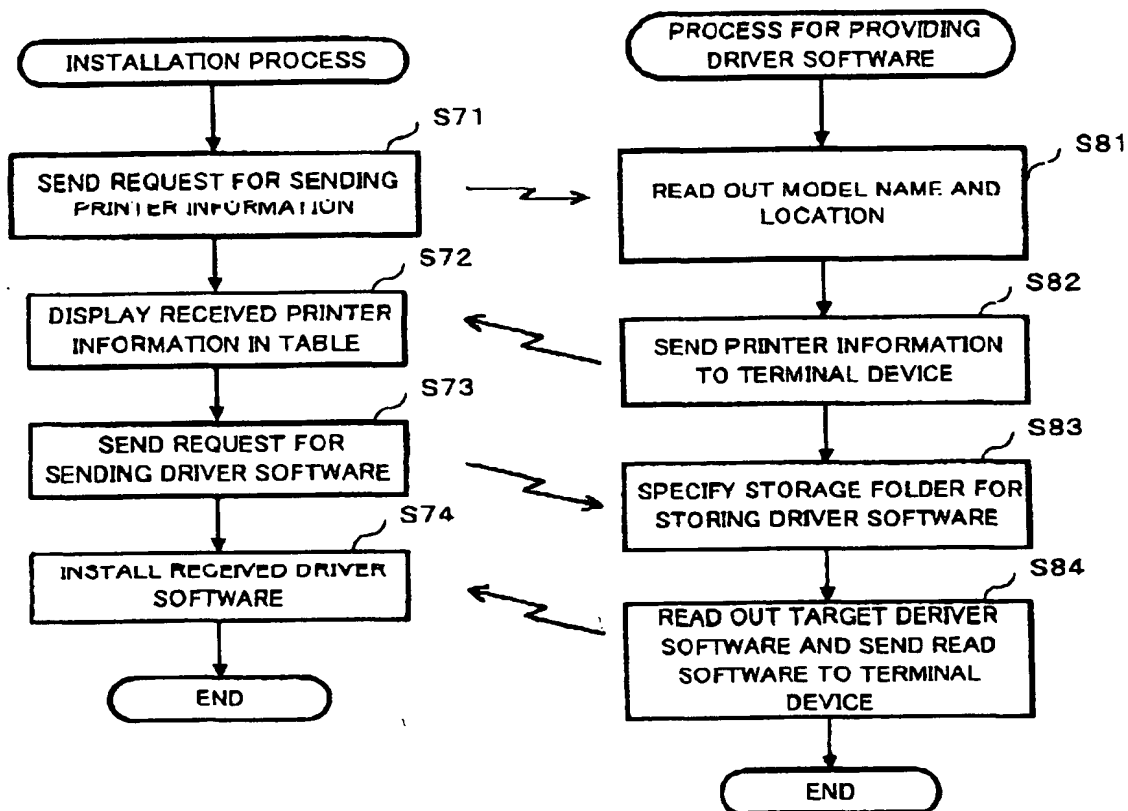 INSTALLATION PROCESS
S71
SEND REQUEST FOR SENDING
PRINTER INFORMATION
S72
DISPLAY RECEIVED PRINTER
INFORMATION IN TABLE
S73
SEND REQUEST FOR
SENDING DRIVER SOFTWARE
S74
INSTALL RECEIVED DRIVER
SOFTWARE
END
PROCESS FOR PROVIDING
DRIVER SOFTWARE
S81
READ OUT MODEL NAME AND
LOCATION
S82
SEND PRINTER INFORMATION
TO TERMINAL DEVICE
S83
SPECIFY STORAGE FOLDER FOR
STORING DRIVER SOFTWARE
S84
READ OUT TARGET DERIVER
SOFTWARE AND SEND READ
SOFTWARE TO TERMINAL
DEVICE
END